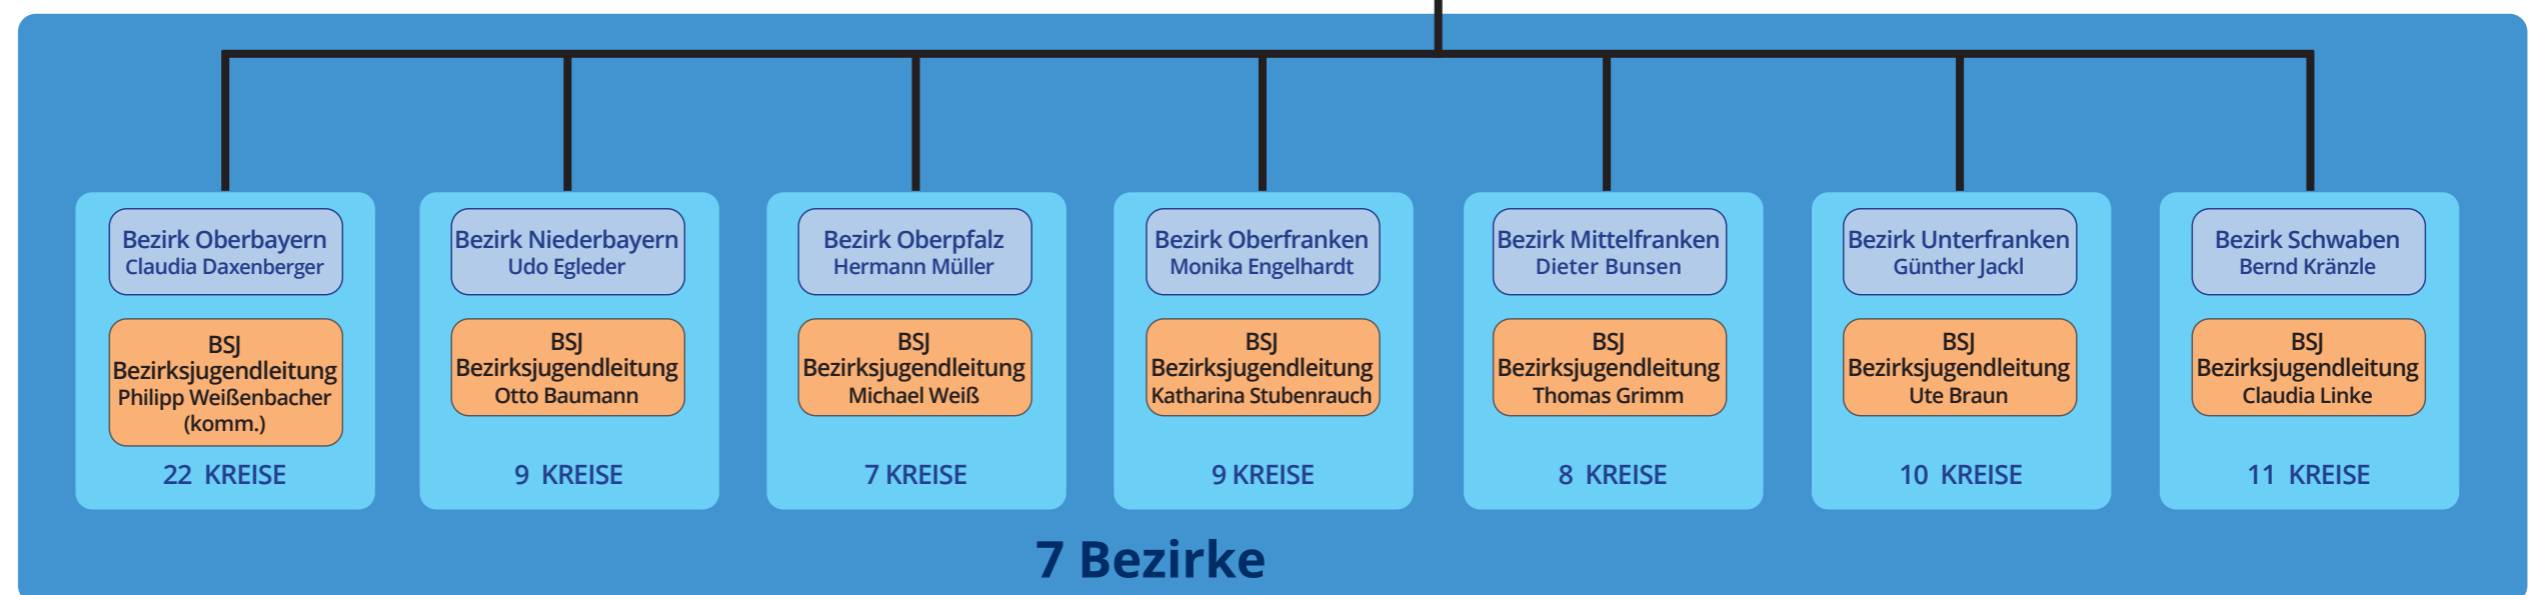 Bezirk Oberbayern
Claudia Daxenberger
BSJ
Bezirksjugendleitung
Philipp Weißenbacher
(komm.)
22 KREISE
Bezirk Niederbayern
Udo Egleder
BSJ
Bezirksjugendleitung
Otto Baumann
9 KREISE
Bezirk Oberpfalz
Hermann Müller
BSJ
Bezirksjugendleitung
Michael Weiß
7 KREISE
Bezirk Oberfranken
Monika Engelhardt
BSJ
Bezirksjugendleitung
Katharina Stubenrauch
9 KREISE
Bezirk Mittelfranken
Dieter Bunsen
BSJ
Bezirksjugendleitung
Thomas Grimm
8 KREISE
Bezirk Unterfranken
Günther Jackl
BSJ
Bezirksjugendleitung
Ute Braun
10 KREISE
Bezirk Schwaben
Bernd Kränzle
BSJ
Bezirksjugendleitung
Claudia Linke
11 KREISE
7 Bezirke